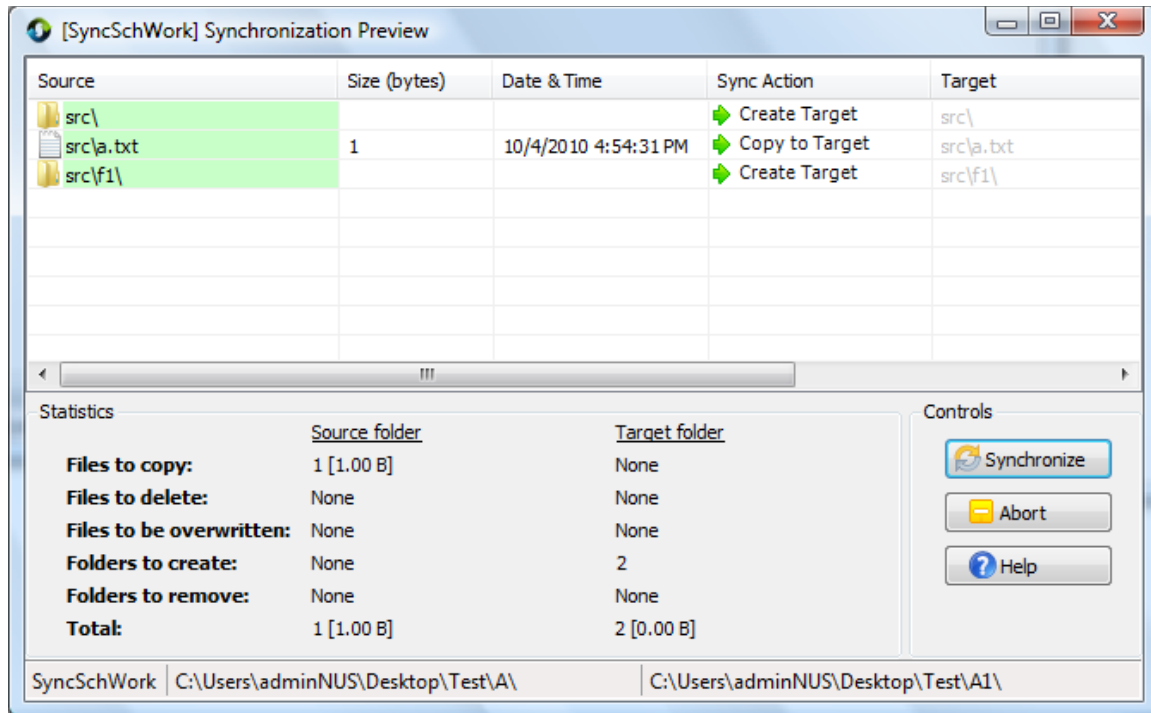 [SyncSchWork] Synchronization Preview
Source Size (bytes) Date & Time Sync Action Target
src\ Create Target src\
src\a.txt 1 10/4/2010 4:54:31 PM Copy to Target src\a.txt
src\f1\ Create Target src\f1\
Statistics
Source folder Target folder
Files to copy: 1 [1.00 B] None
Files to delete: None None
Files to be overwritten: None None
Folders to create: None 2
Folders to remove: None None
Total: 1 [1.00 B] 2 [0.00 B]
Controls
Synchronize
Abort
Help
SyncSchWork C:\Users\adminNUS\Desktop\Test\A\ C:\Users\adminNUS\Desktop\Test\A1\